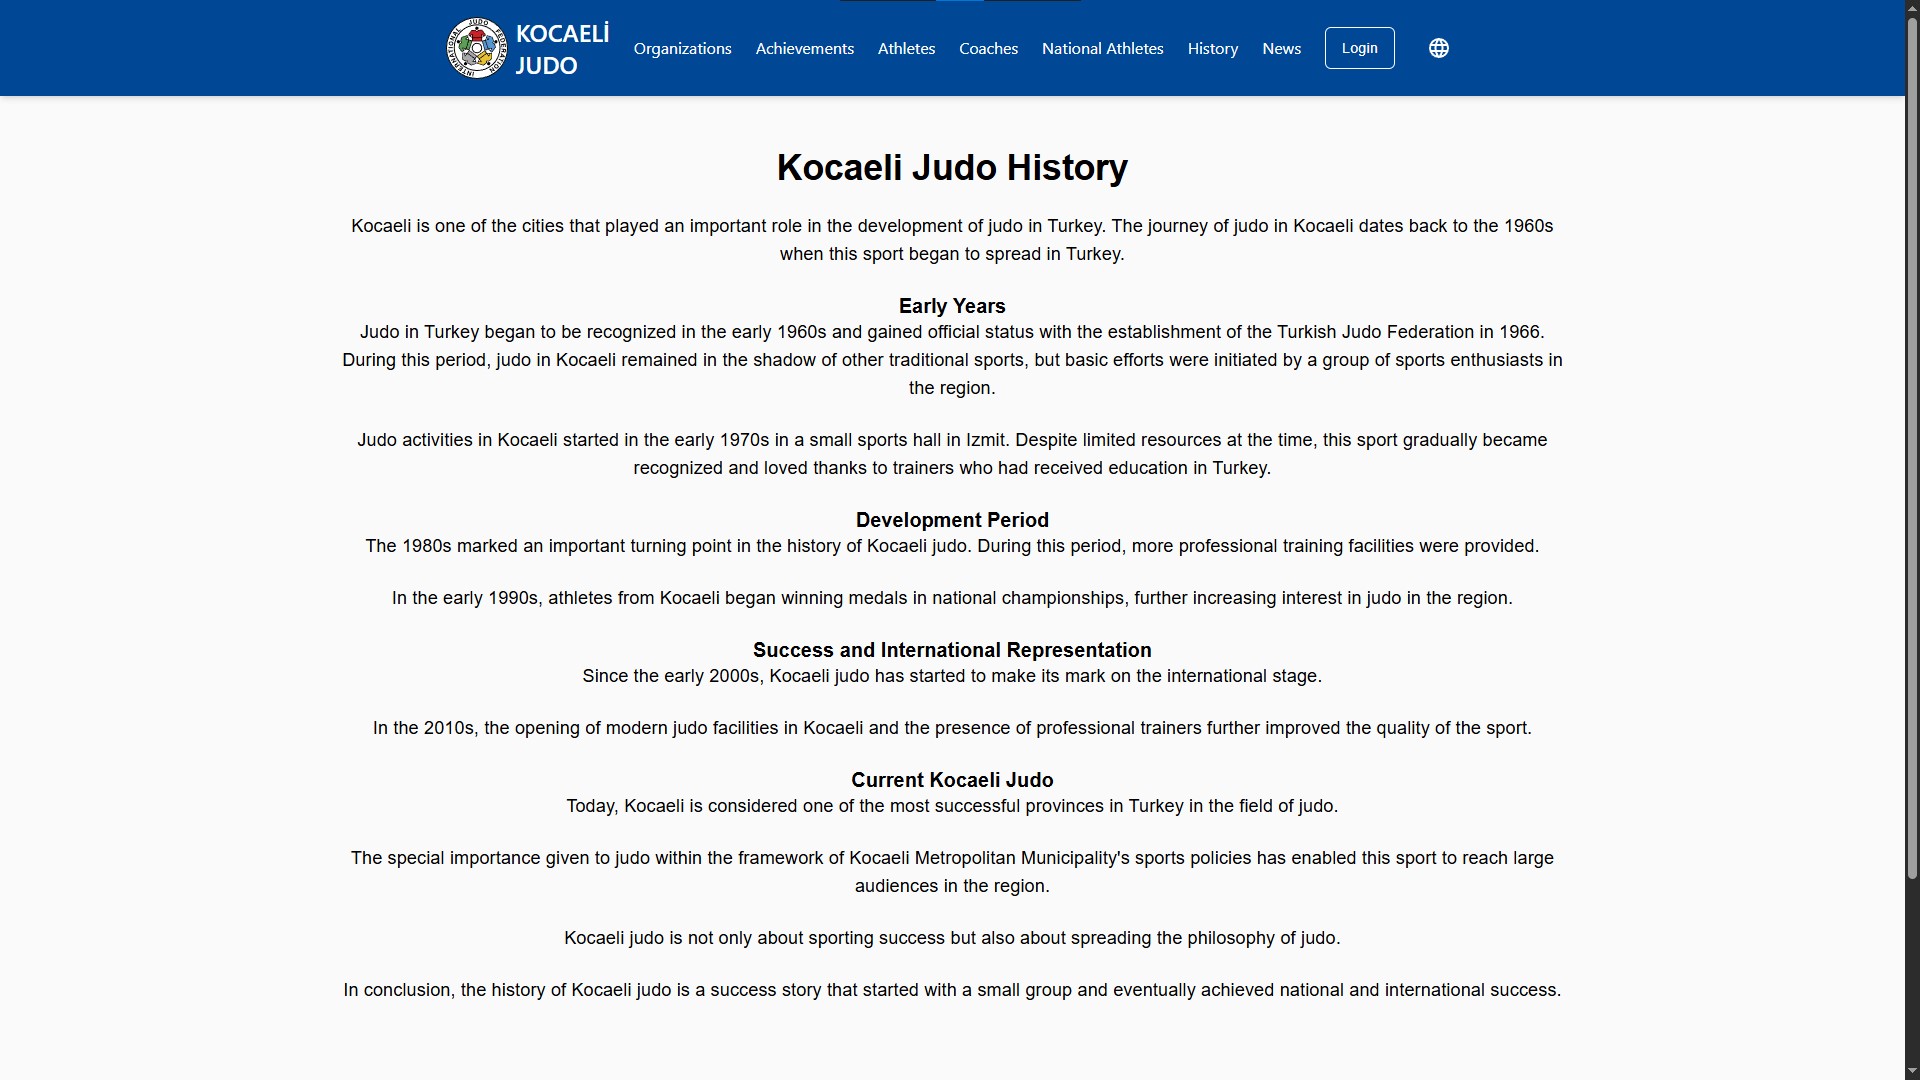 JUDO
INTERNATIONAL
FEDERATION
KOCAELİ
JUDO
Organizations
Achievements
Athletes
Coaches
National Athletes
History
News
Login
Kocaeli Judo History
Kocaeli is one of the cities that played an important role in the development of judo in Turkey. The journey of judo in Kocaeli dates back to the 1960s
when this sport began to spread in Turkey.
Early Years
Judo in Turkey began to be recognized in the early 1960s and gained official status with the establishment of the Turkish Judo Federation in 1966.
During this period, judo in Kocaeli remained in the shadow of other traditional sports, but basic efforts were initiated by a group of sports enthusiasts in
the region.
Judo activities in Kocaeli started in the early 1970s in a small sports hall in Izmit. Despite limited resources at the time, this sport gradually became
recognized and loved thanks to trainers who had received education in Turkey.
Development Period
The 1980s marked an important turning point in the history of Kocaeli judo. During this period, more professional training facilities were provided.
In the early 1990s, athletes from Kocaeli began winning medals in national championships, further increasing interest in judo in the region.
Success and International Representation
Since the early 2000s, Kocaeli judo has started to make its mark on the international stage.
In the 2010s, the opening of modern judo facilities in Kocaeli and the presence of professional trainers further improved the quality of the sport.
Current Kocaeli Judo
Today, Kocaeli is considered one of the most successful provinces in Turkey in the field of judo.
The special importance given to judo within the framework of Kocaeli Metropolitan Municipality's sports policies has enabled this sport to reach large
audiences in the region.
Kocaeli judo is not only about sporting success but also about spreading the philosophy of judo.
In conclusion, the history of Kocaeli judo is a success story that started with a small group and eventually achieved national and international success.